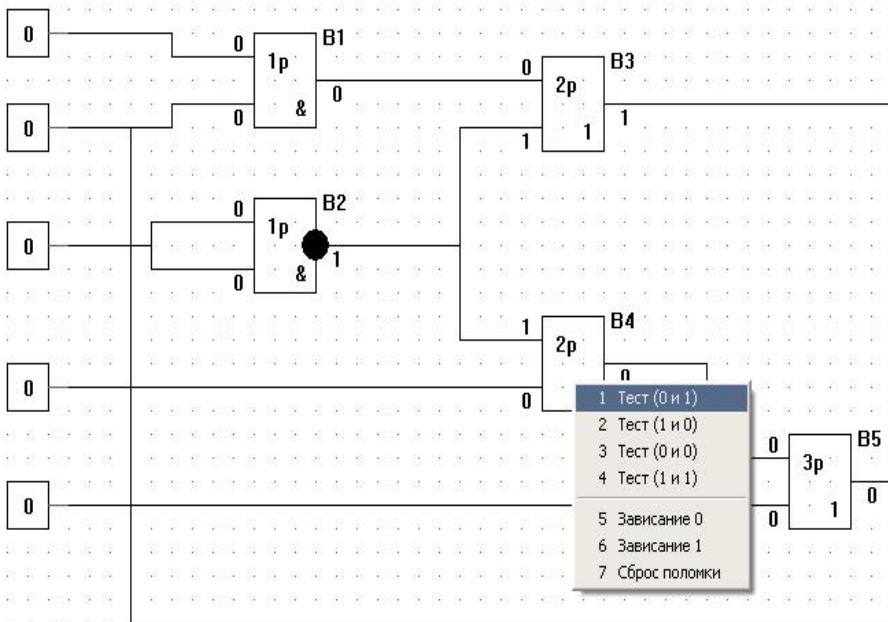 0
0 B1
1p
&
0
0
0
0 B3
2p
1
1
1
0
0 B2
1p
&
0
1
0
1 B4
2p
0
0
0
1 Тест (0 и 1)
2 Тест (1 и 0)
3 Тест (0 и 0)
4 Тест (1 и 1)
5 Зависание 0
6 Зависание 1
7 Сброс поломки
0 B5
3p
1
0
0
0